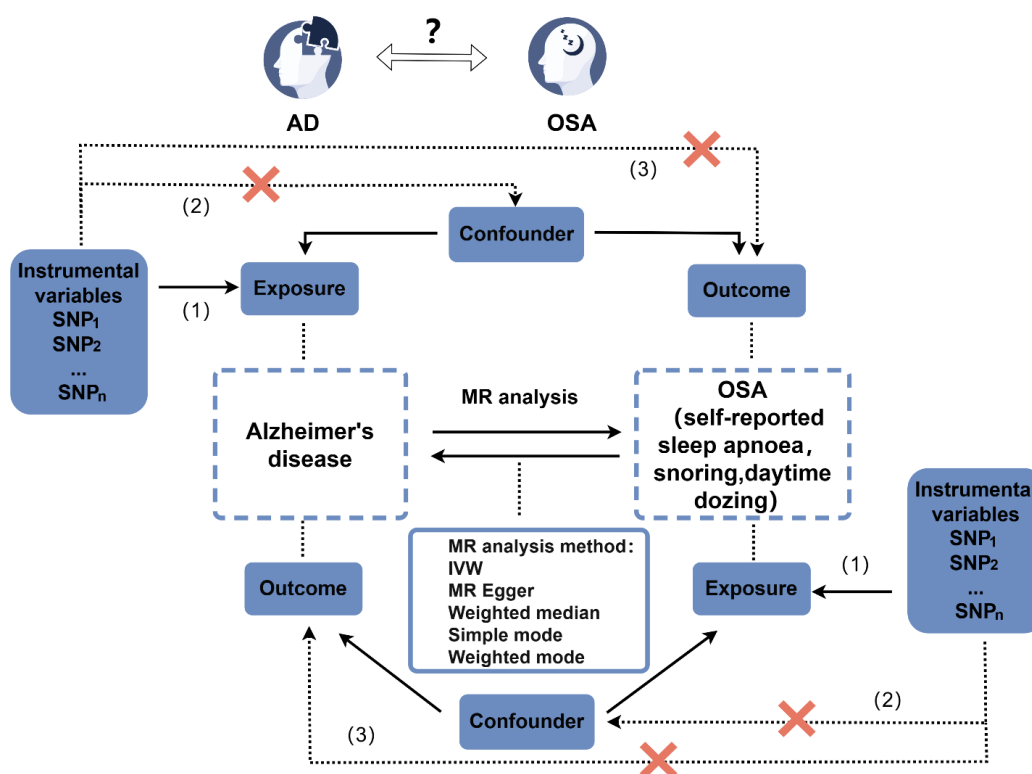 ?
AD
OSA
(3)
(2)
Confounder
Instrumental
variables
SNP₁
SNP₂
...
SNPₙ
(1)
Exposure
Outcome
MR analysis
Alzheimer's
disease
OSA
（self-reported
sleep apnoea，
snoring,daytime
dozing）
Instrumental
variables
SNP₁
SNP₂
...
SNPₙ
MR analysis method：
IVW
MR Egger
Weighted median
Simple mode
Weighted mode
Outcome
Exposure
(1)
Confounder
(2)
(3)